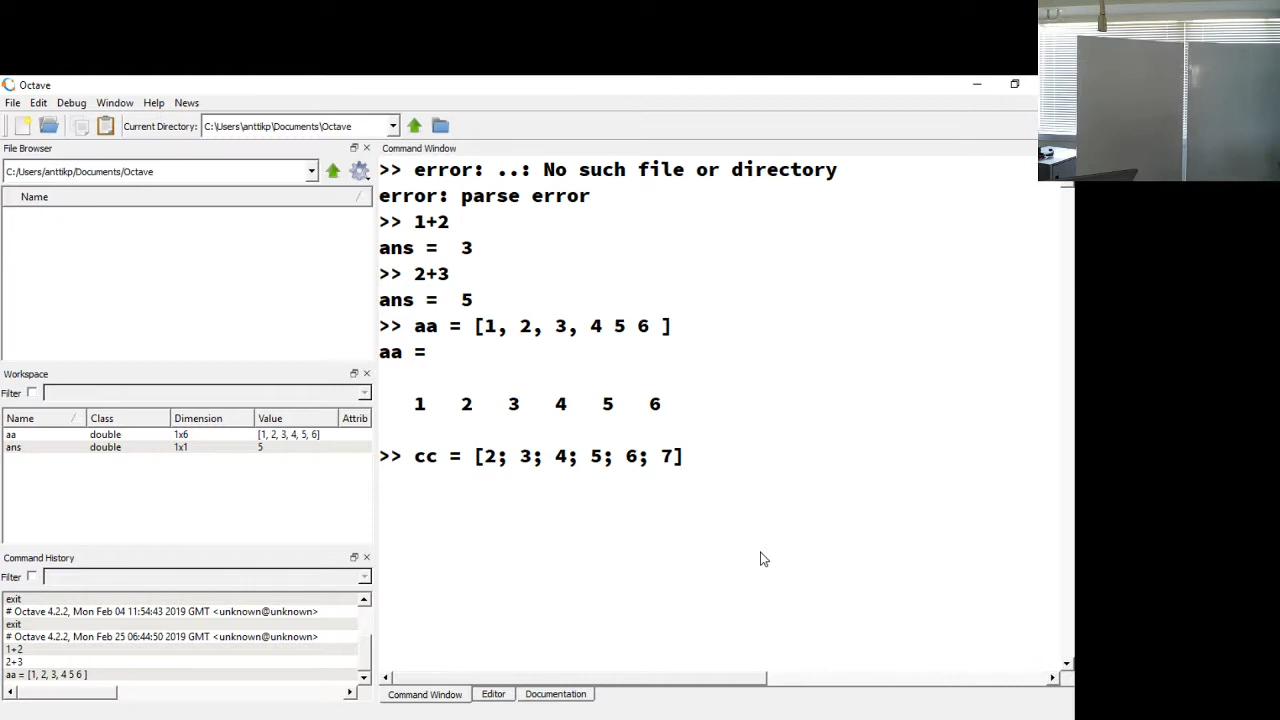 Octave
File Edit Debug Window Help News
Current Directory: C:\Users\anttikp\Documents\Octave
File Browser
C:/Users/anttikp/Documents/Octave
Name
Workspace
Filter
Name Class Dimension Value Attrib
aa double 1x6 [1, 2, 3, 4, 5, 6]
ans double 1x1 5
Command History
Filter
exit
# Octave 4.2.2, Mon Feb 04 11:54:43 2019 GMT <unknown@unknown>
exit
# Octave 4.2.2, Mon Feb 25 06:44:50 2019 GMT <unknown@unknown>
1+2
2+3
aa = [1, 2, 3, 4 5 6 ]
Command Window
>> error: ..: No such file or directory
error: parse error
>> 1+2
ans =  3
>> 2+3
ans =  5
>> aa = [1, 2, 3, 4 5 6 ]
aa =
1 2 3 4 5 6
>> cc = [2; 3; 4; 5; 6; 7]
Command Window Editor Documentation